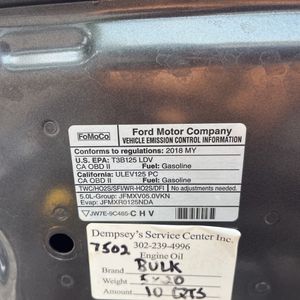 FoMoCo
Ford Motor Company
VEHICLE EMISSION CONTROL INFORMATION
Conforms to regulations: 2018 MY
U.S. EPA: T3B125 LDV
CA OBD II Fuel: Gasoline
California: ULEV125 PC
CA OBD II Fuel: Gasoline
TWC/HO2S/SFI/WR-HO2S/DFI No adjustments needed.
5.0L-Group: JFMXV05.0VKN
Evap: JFMXR0125NDA
JW7E-9C485-CHV
Dempsey's Service Center Inc.
7502 302-239-4996
Engine Oil
Brand BULK
Weight 5x20
Amount 10 QTS